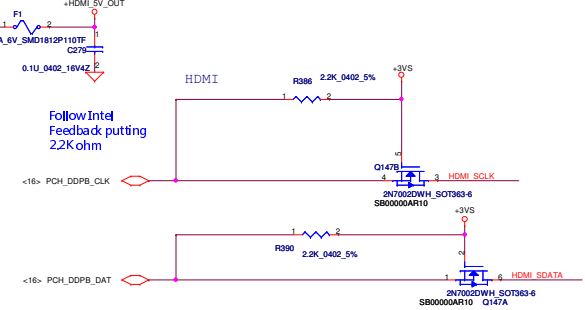 +HDMI_5V_OUT
F1
1 2
A_6V_SMD1812P110TF
1
C279
0.1U_0402_16V4Z
2
HDMI
+3VS
R386 2.2K_0402_5%
1 2
Follow Intel
Feedback putting
2.2K ohm
5
Q147B
<16> PCH_DDPB_CLK 4 3 HDMI_SCLK
2N7002DWH_SOT363-6
SB00000AR10
+3VS
1 2
R390 2.2K_0402_5%
2
<16> PCH_DDPB_DAT 1 6 HDMI_SDATA
2N7002DWH_SOT363-6
SB00000AR10 Q147A